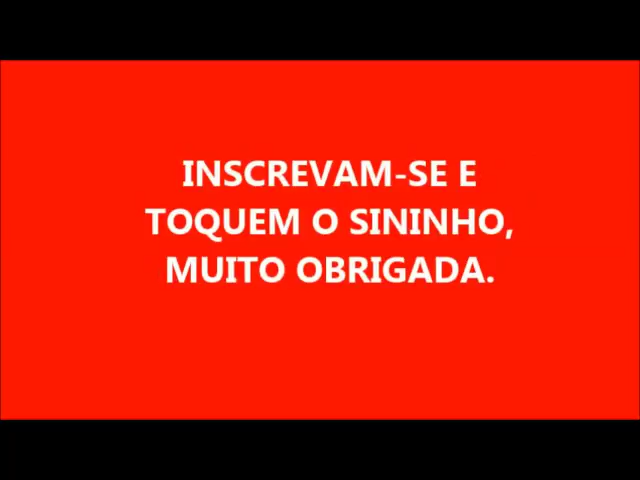 INSCREVAM-SE E
TOQUEM O SININHO,
MUITO OBRIGADA.